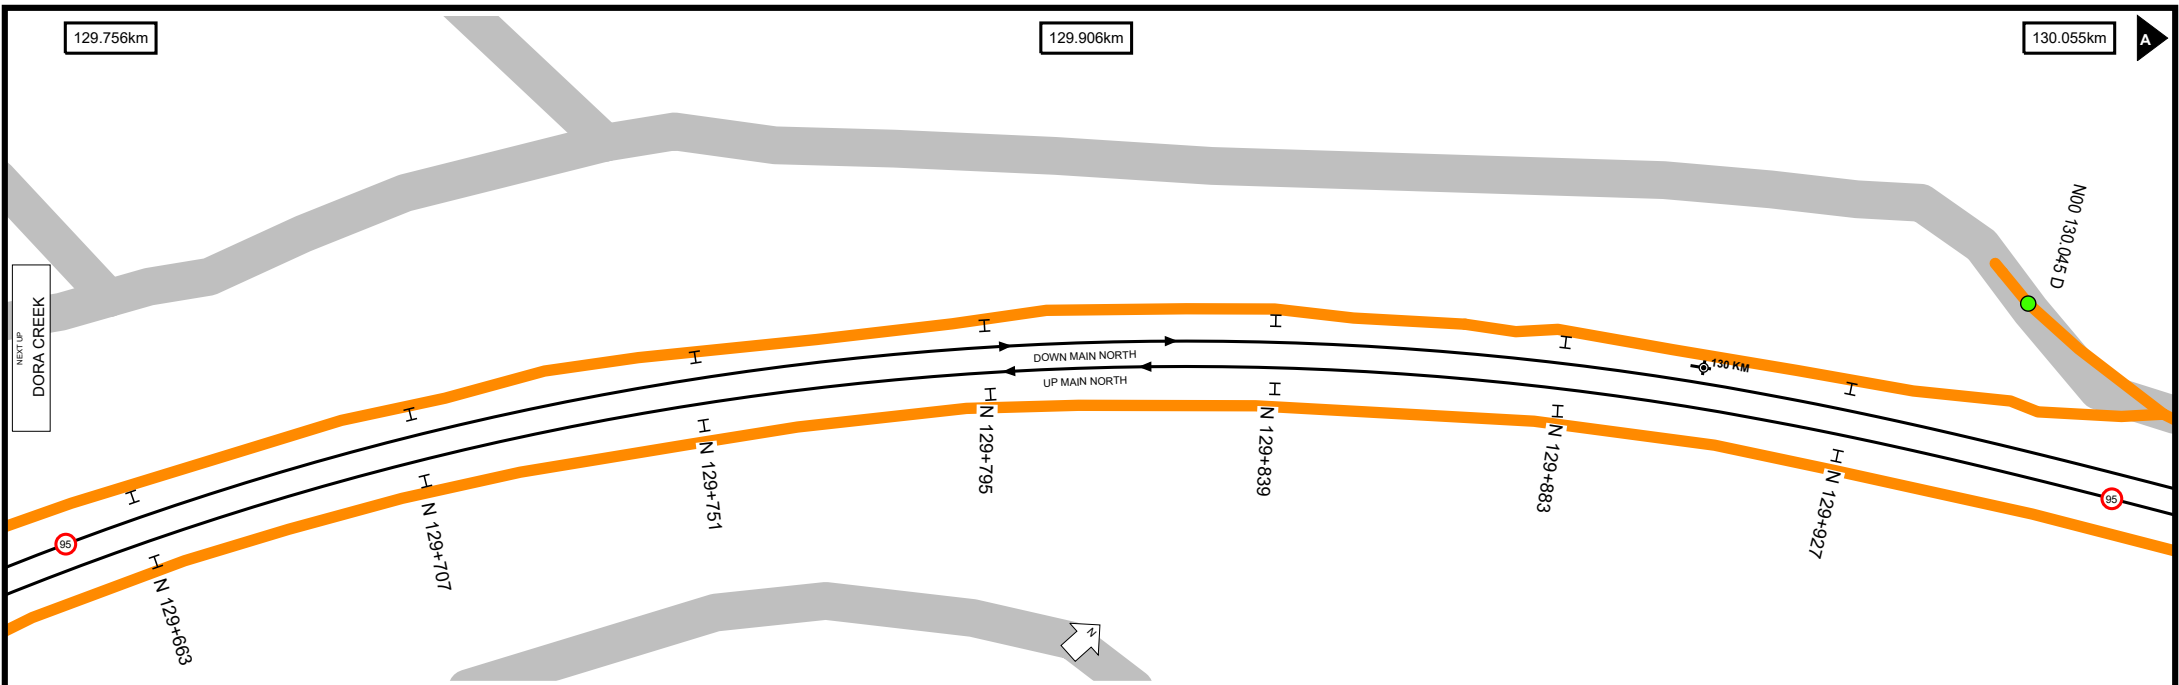 129.756km
129.906km
130.055km
A
N00 130.045 D
NEXT UP
DORA CREEK
DOWN MAIN NORTH
UP MAIN NORTH
130 KM
95
95
N 129+663
N 129+707
N 129+751
N 129+795
N 129+839
N 129+883
N 129+927
N